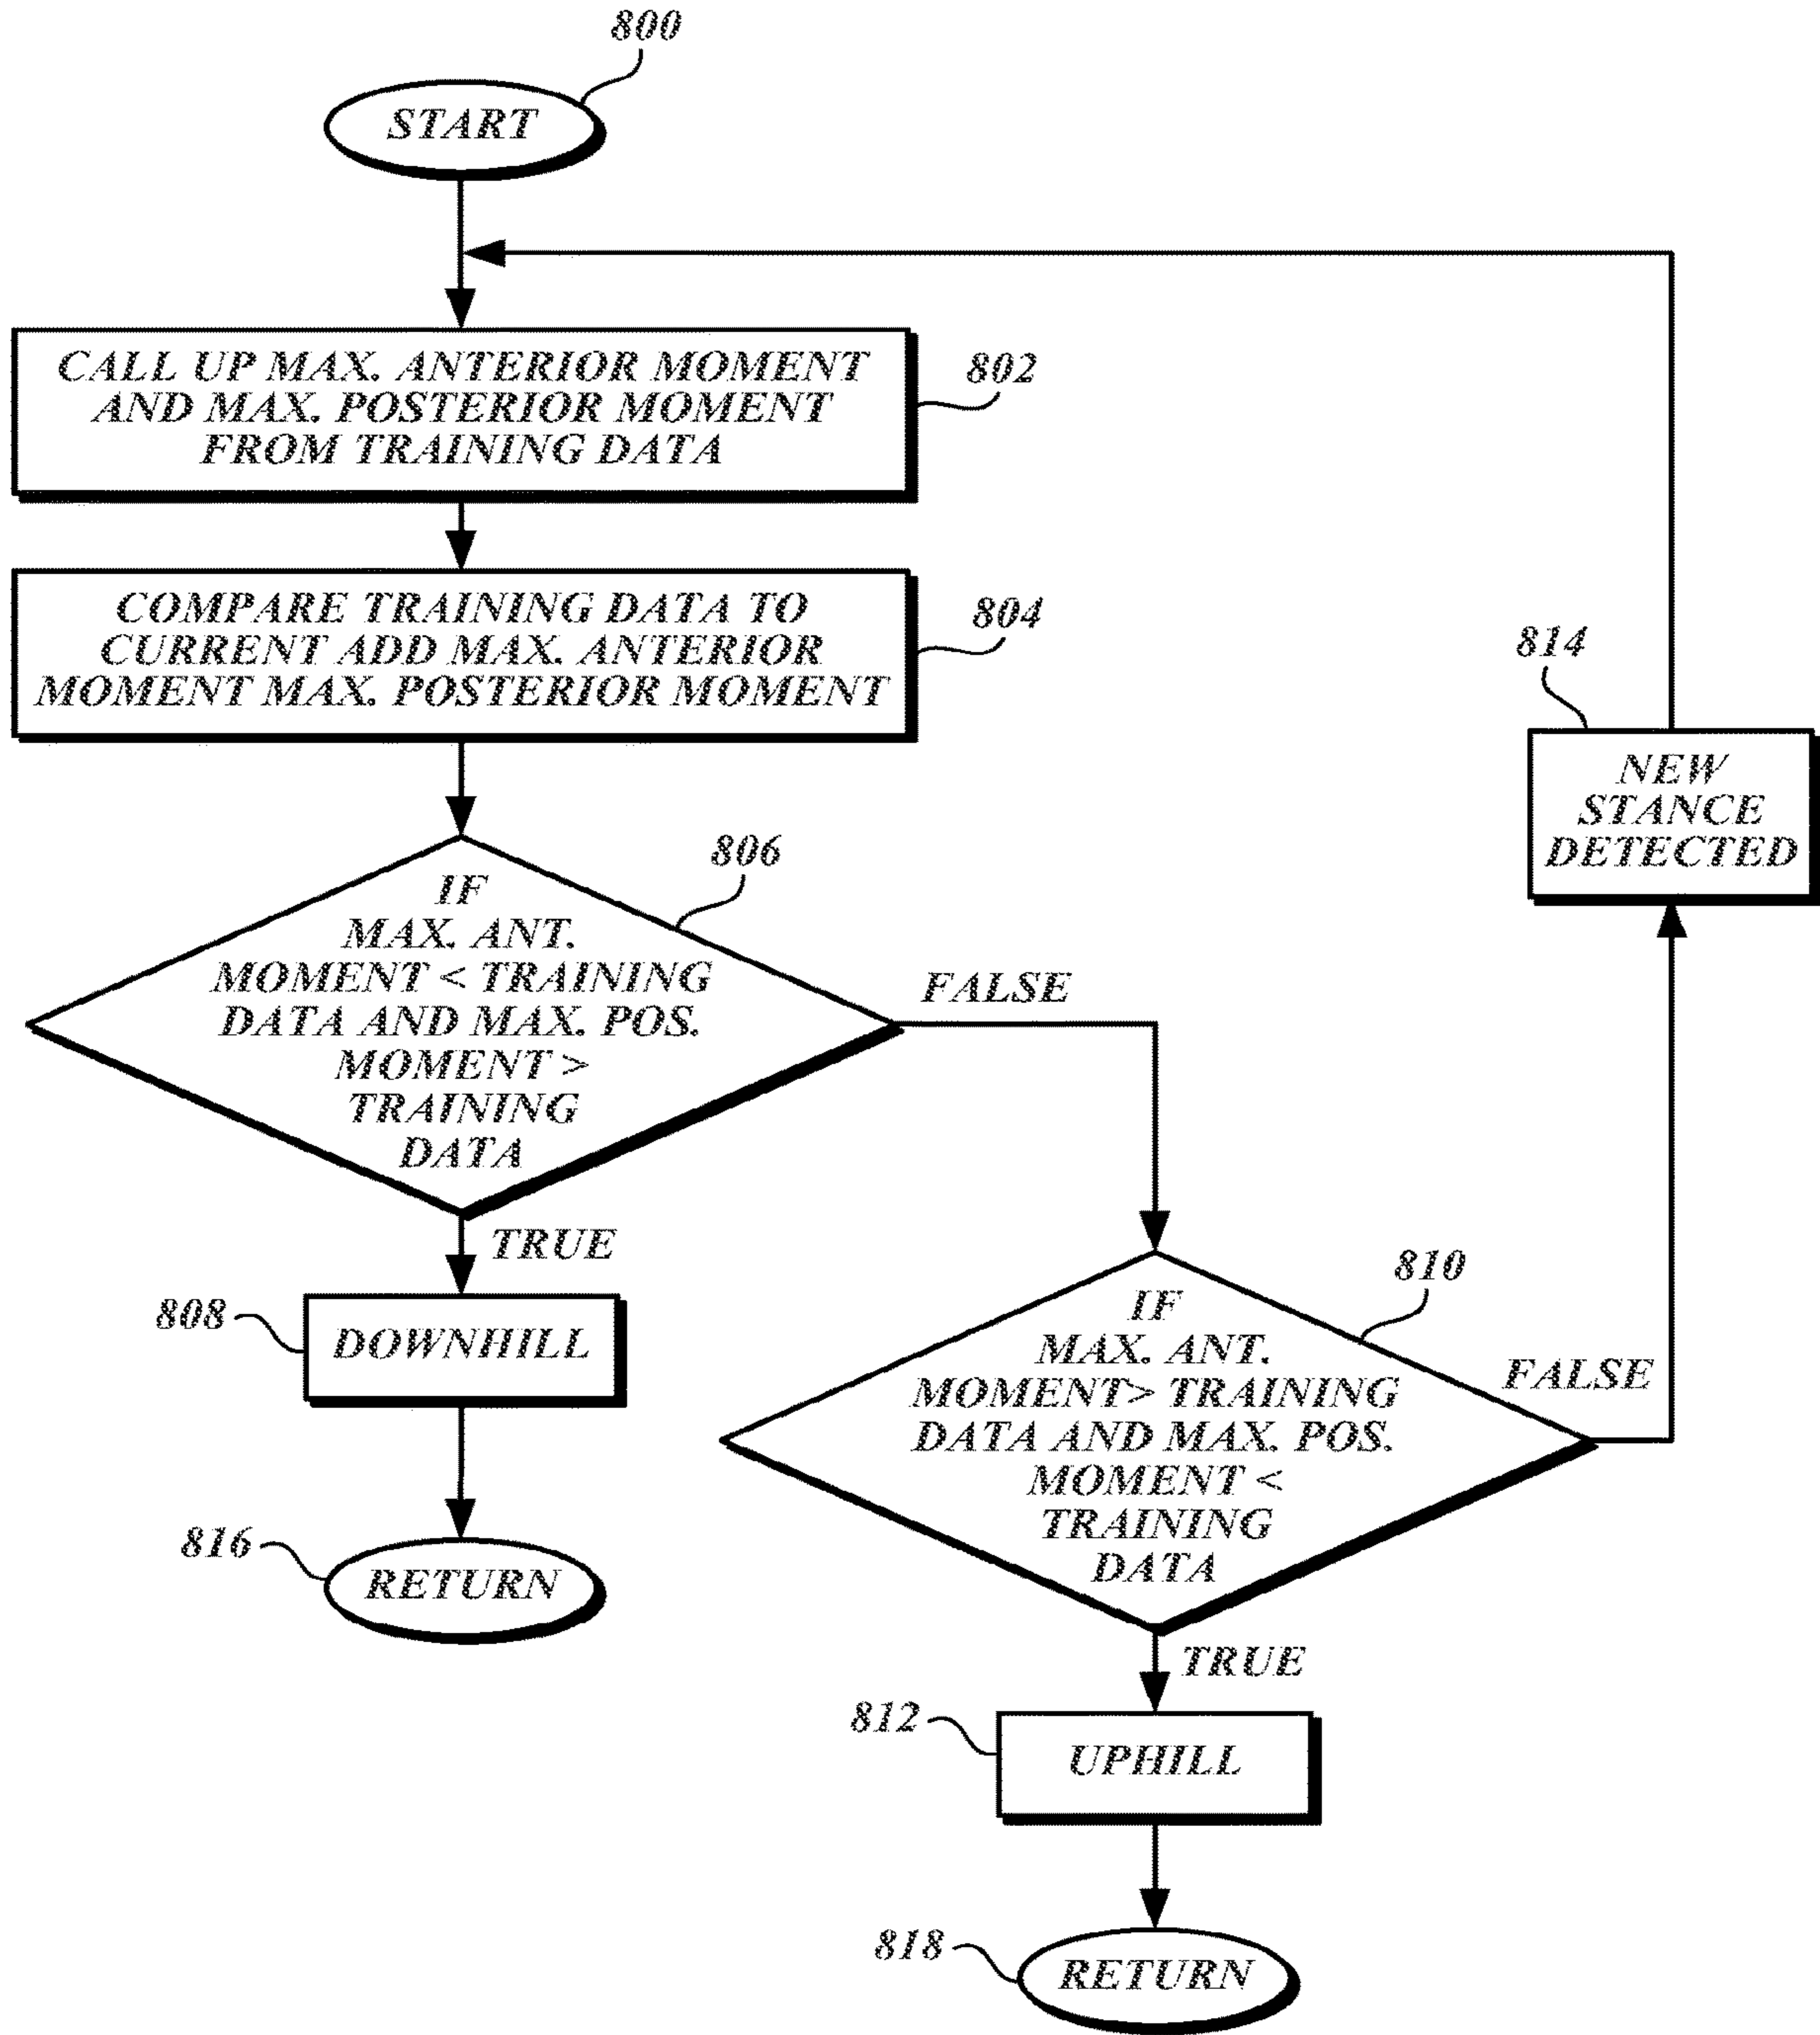 800
START
CALL UP MAX. ANTERIOR MOMENT
AND MAX. POSTERIOR MOMENT
FROM TRAINING DATA
802
COMPARE TRAINING DATA TO
CURRENT ADD MAX. ANTERIOR
MOMENT MAX. POSTERIOR MOMENT
804
814
NEW
STANCE
DETECTED
806
IF
MAX. ANT.
MOMENT < TRAINING
DATA AND MAX. POS.
MOMENT >
TRAINING
DATA
FALSE
TRUE
808
DOWNHILL
816
RETURN
810
IF
MAX. ANT.
MOMENT> TRAINING
DATA AND MAX. POS.
MOMENT <
TRAINING
DATA
FALSE
TRUE
812
UPHILL
818
RETURN